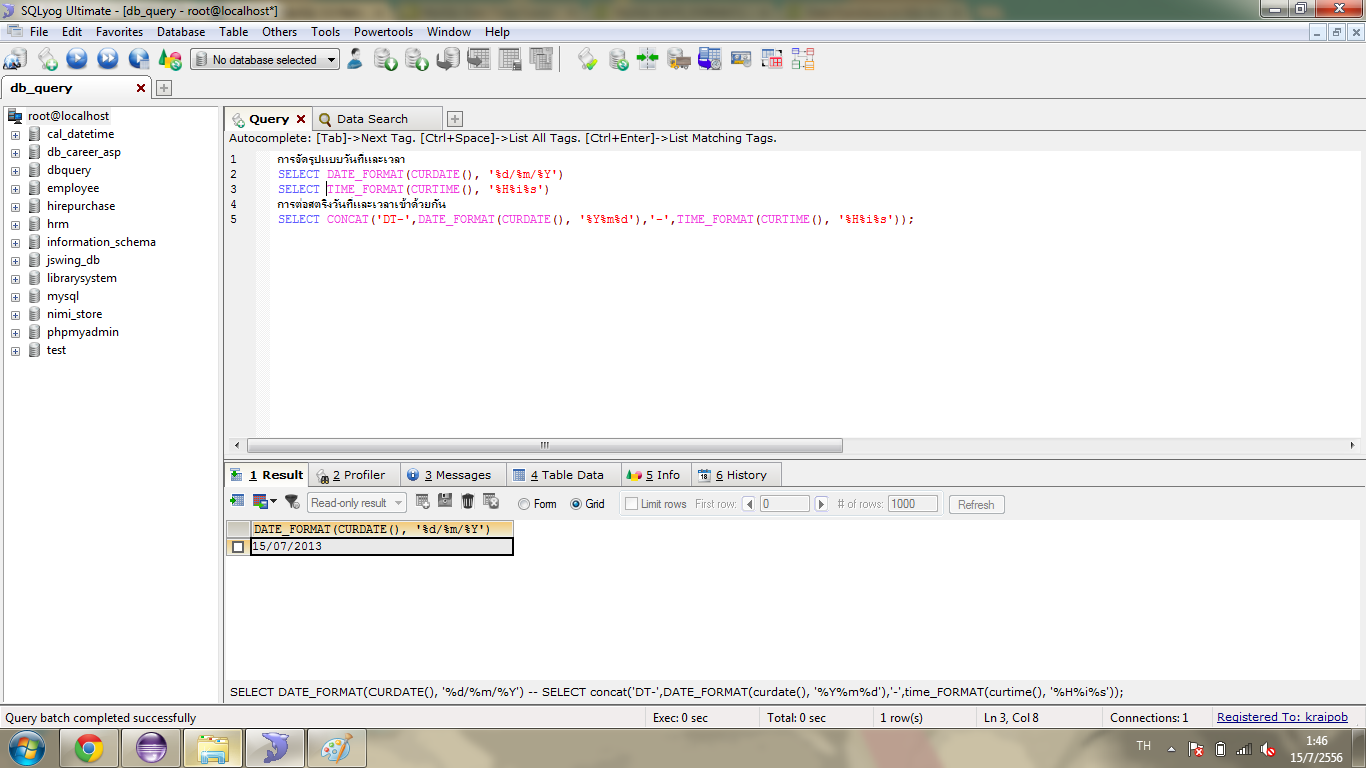 SQLyog Ultimate - [db_query - root@localhost*]
File Edit Favorites Database Table Others Tools Powertools Window Help
No database selected
db_query
root@localhost
cal_datetime
db_career_asp
dbquery
employee
hirepurchase
hrm
information_schema
jswing_db
librarysystem
mysql
nimi_store
phpmyadmin
test
Query Data Search
Autocomplete: [Tab]->Next Tag. [Ctrl+Space]->List All Tags. [Ctrl+Enter]->List Matching Tags.
1 การจัดรูปแบบวันที่และเวลา
2 SELECT DATE_FORMAT(CURDATE(), '%d/%m/%Y')
3 SELECT TIME_FORMAT(CURTIME(), '%H%i%s')
4 การต่อสตริงวันที่และเวลาเข้าด้วยกัน
5 SELECT CONCAT('DT-',DATE_FORMAT(CURDATE(), '%Y%m%d'),'-',TIME_FORMAT(CURTIME(), '%H%i%s'));
1 Result 2 Profiler 3 Messages 4 Table Data 5 Info 6 History
Read-only result Form Grid Limit rows First row: 0 # of rows: 1000 Refresh
DATE_FORMAT(CURDATE(), '%d/%m/%Y')
15/07/2013
SELECT DATE_FORMAT(CURDATE(), '%d/%m/%Y') -- SELECT concat('DT-',DATE_FORMAT(curdate(), '%Y%m%d'),'-',time_FORMAT(curtime(), '%H%i%s'));
Query batch completed successfully Exec: 0 sec Total: 0 sec 1 row(s) Ln 3, Col 8 Connections: 1 Registered To: kraipob
TH
1:46
15/7/2556